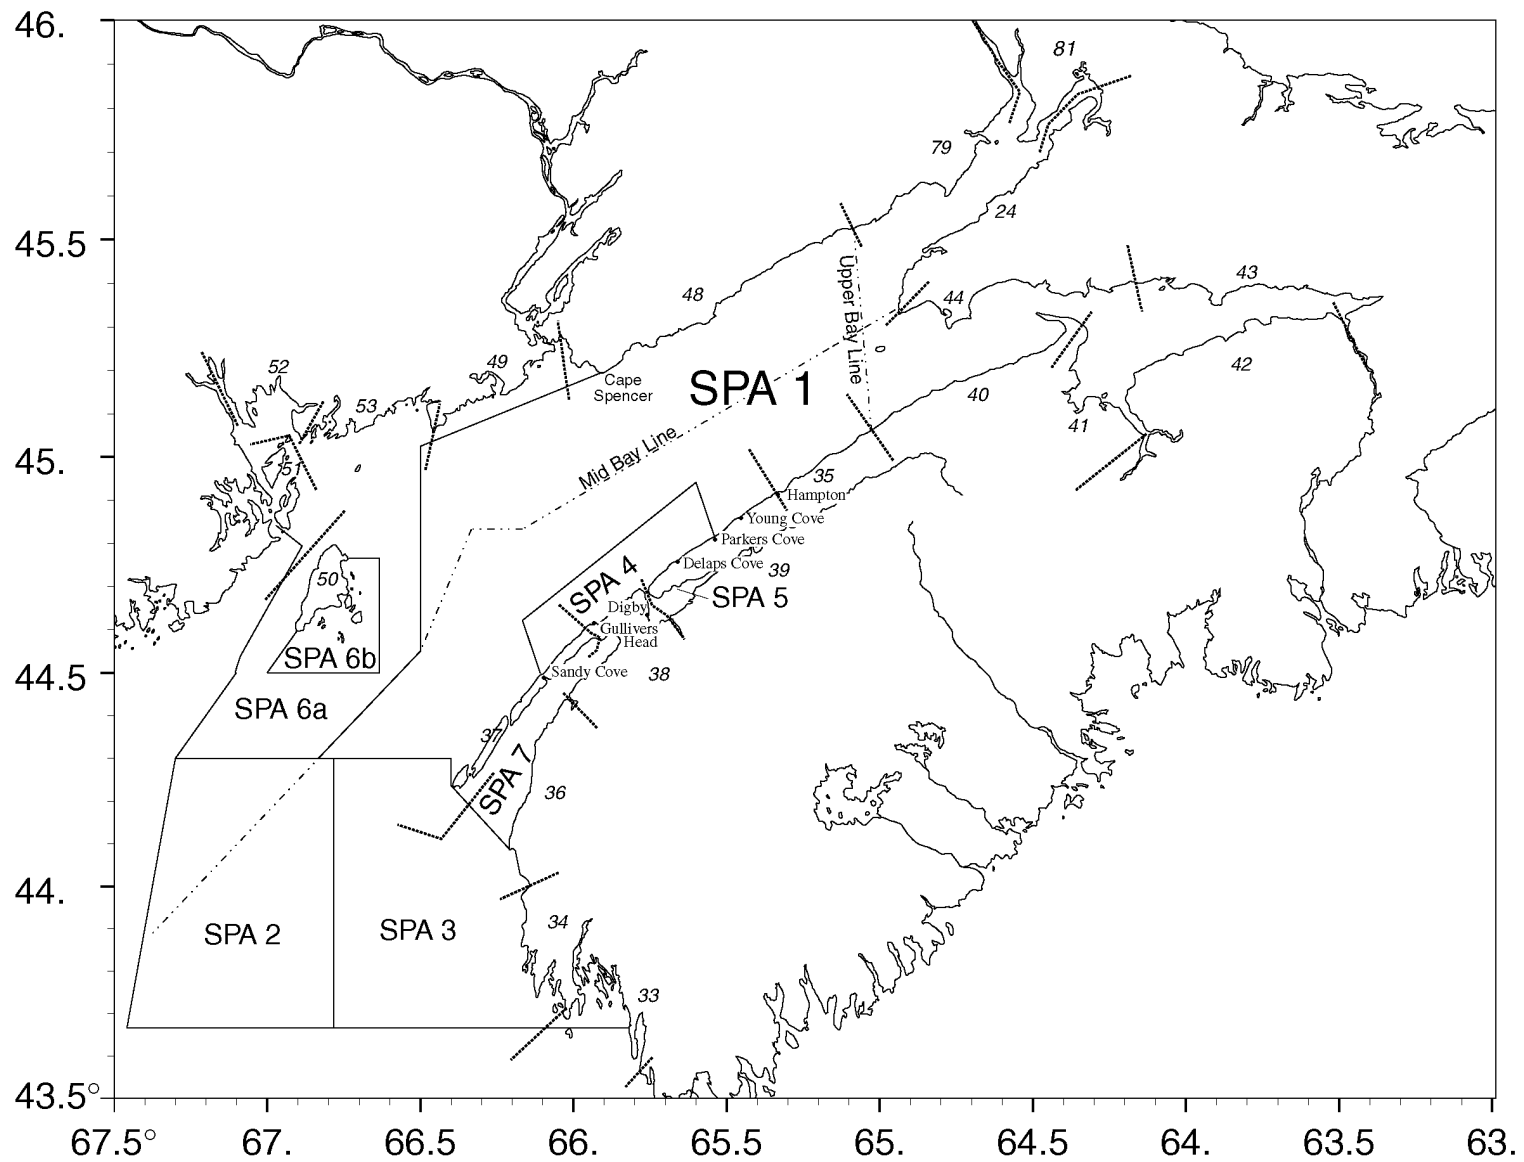 46.
81
79
24
45.5
Upper Bay Line
43
44
48
52
49
53
Cape
Spencer
SPA 1
42
40
41
Mid Bay Line
45.
51
35
Hampton
Young Cove
Parkers Cove
Delaps Cove
39
50
SPA 4
SPA 5
Digby
Gullivers
Head
SPA 6b
Sandy Cove
38
44.5
SPA 6a
37
SPA 7
36
44.
34
SPA 2
SPA 3
33
43.5°
67.5°
67.
66.5
66.
65.5
65.
64.5
64.
63.5
63.